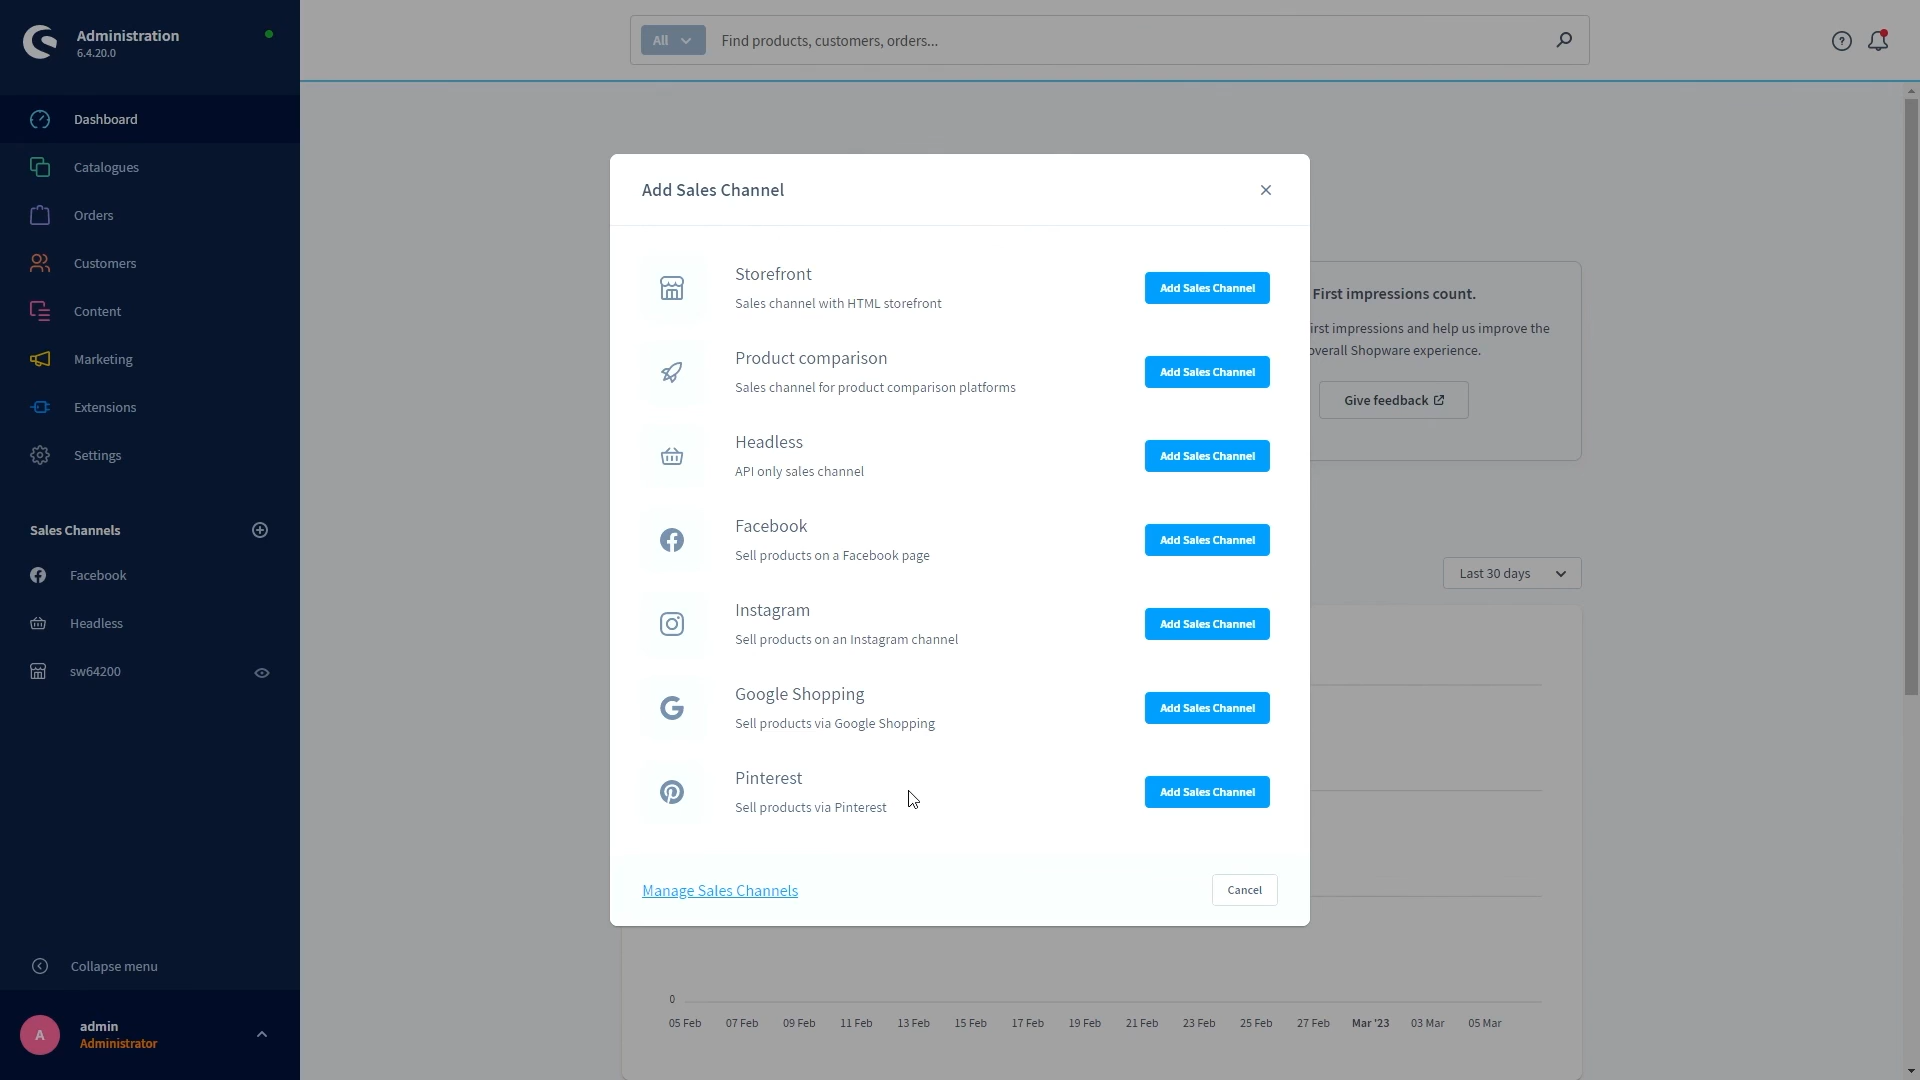 Administration
6.4.20.0
Dashboard
Catalogues
Orders
Customers
Content
Marketing
Extensions
Settings
Sales Channels
Facebook
Headless
sw64200
Collapse menu
A
admin
Administrator
All
Find products, customers, orders...
Add Sales Channel
Storefront
Sales channel with HTML storefront
Add Sales Channel
Product comparison
Sales channel for product comparison platforms
Add Sales Channel
Headless
API only sales channel
Add Sales Channel
Facebook
Sell products on a Facebook page
Add Sales Channel
Instagram
Sell products on an Instagram channel
Add Sales Channel
Google Shopping
Sell products via Google Shopping
Add Sales Channel
Pinterest
Sell products via Pinterest
Add Sales Channel
Manage Sales Channels
Cancel
First impressions count.
irst impressions and help us improve the
overall Shopware experience.
Give feedback
Last 30 days
0
05 Feb 07 Feb 09 Feb 11 Feb 13 Feb 15 Feb 17 Feb 19 Feb 21 Feb 23 Feb 25 Feb 27 Feb Mar '23 03 Mar 05 Mar